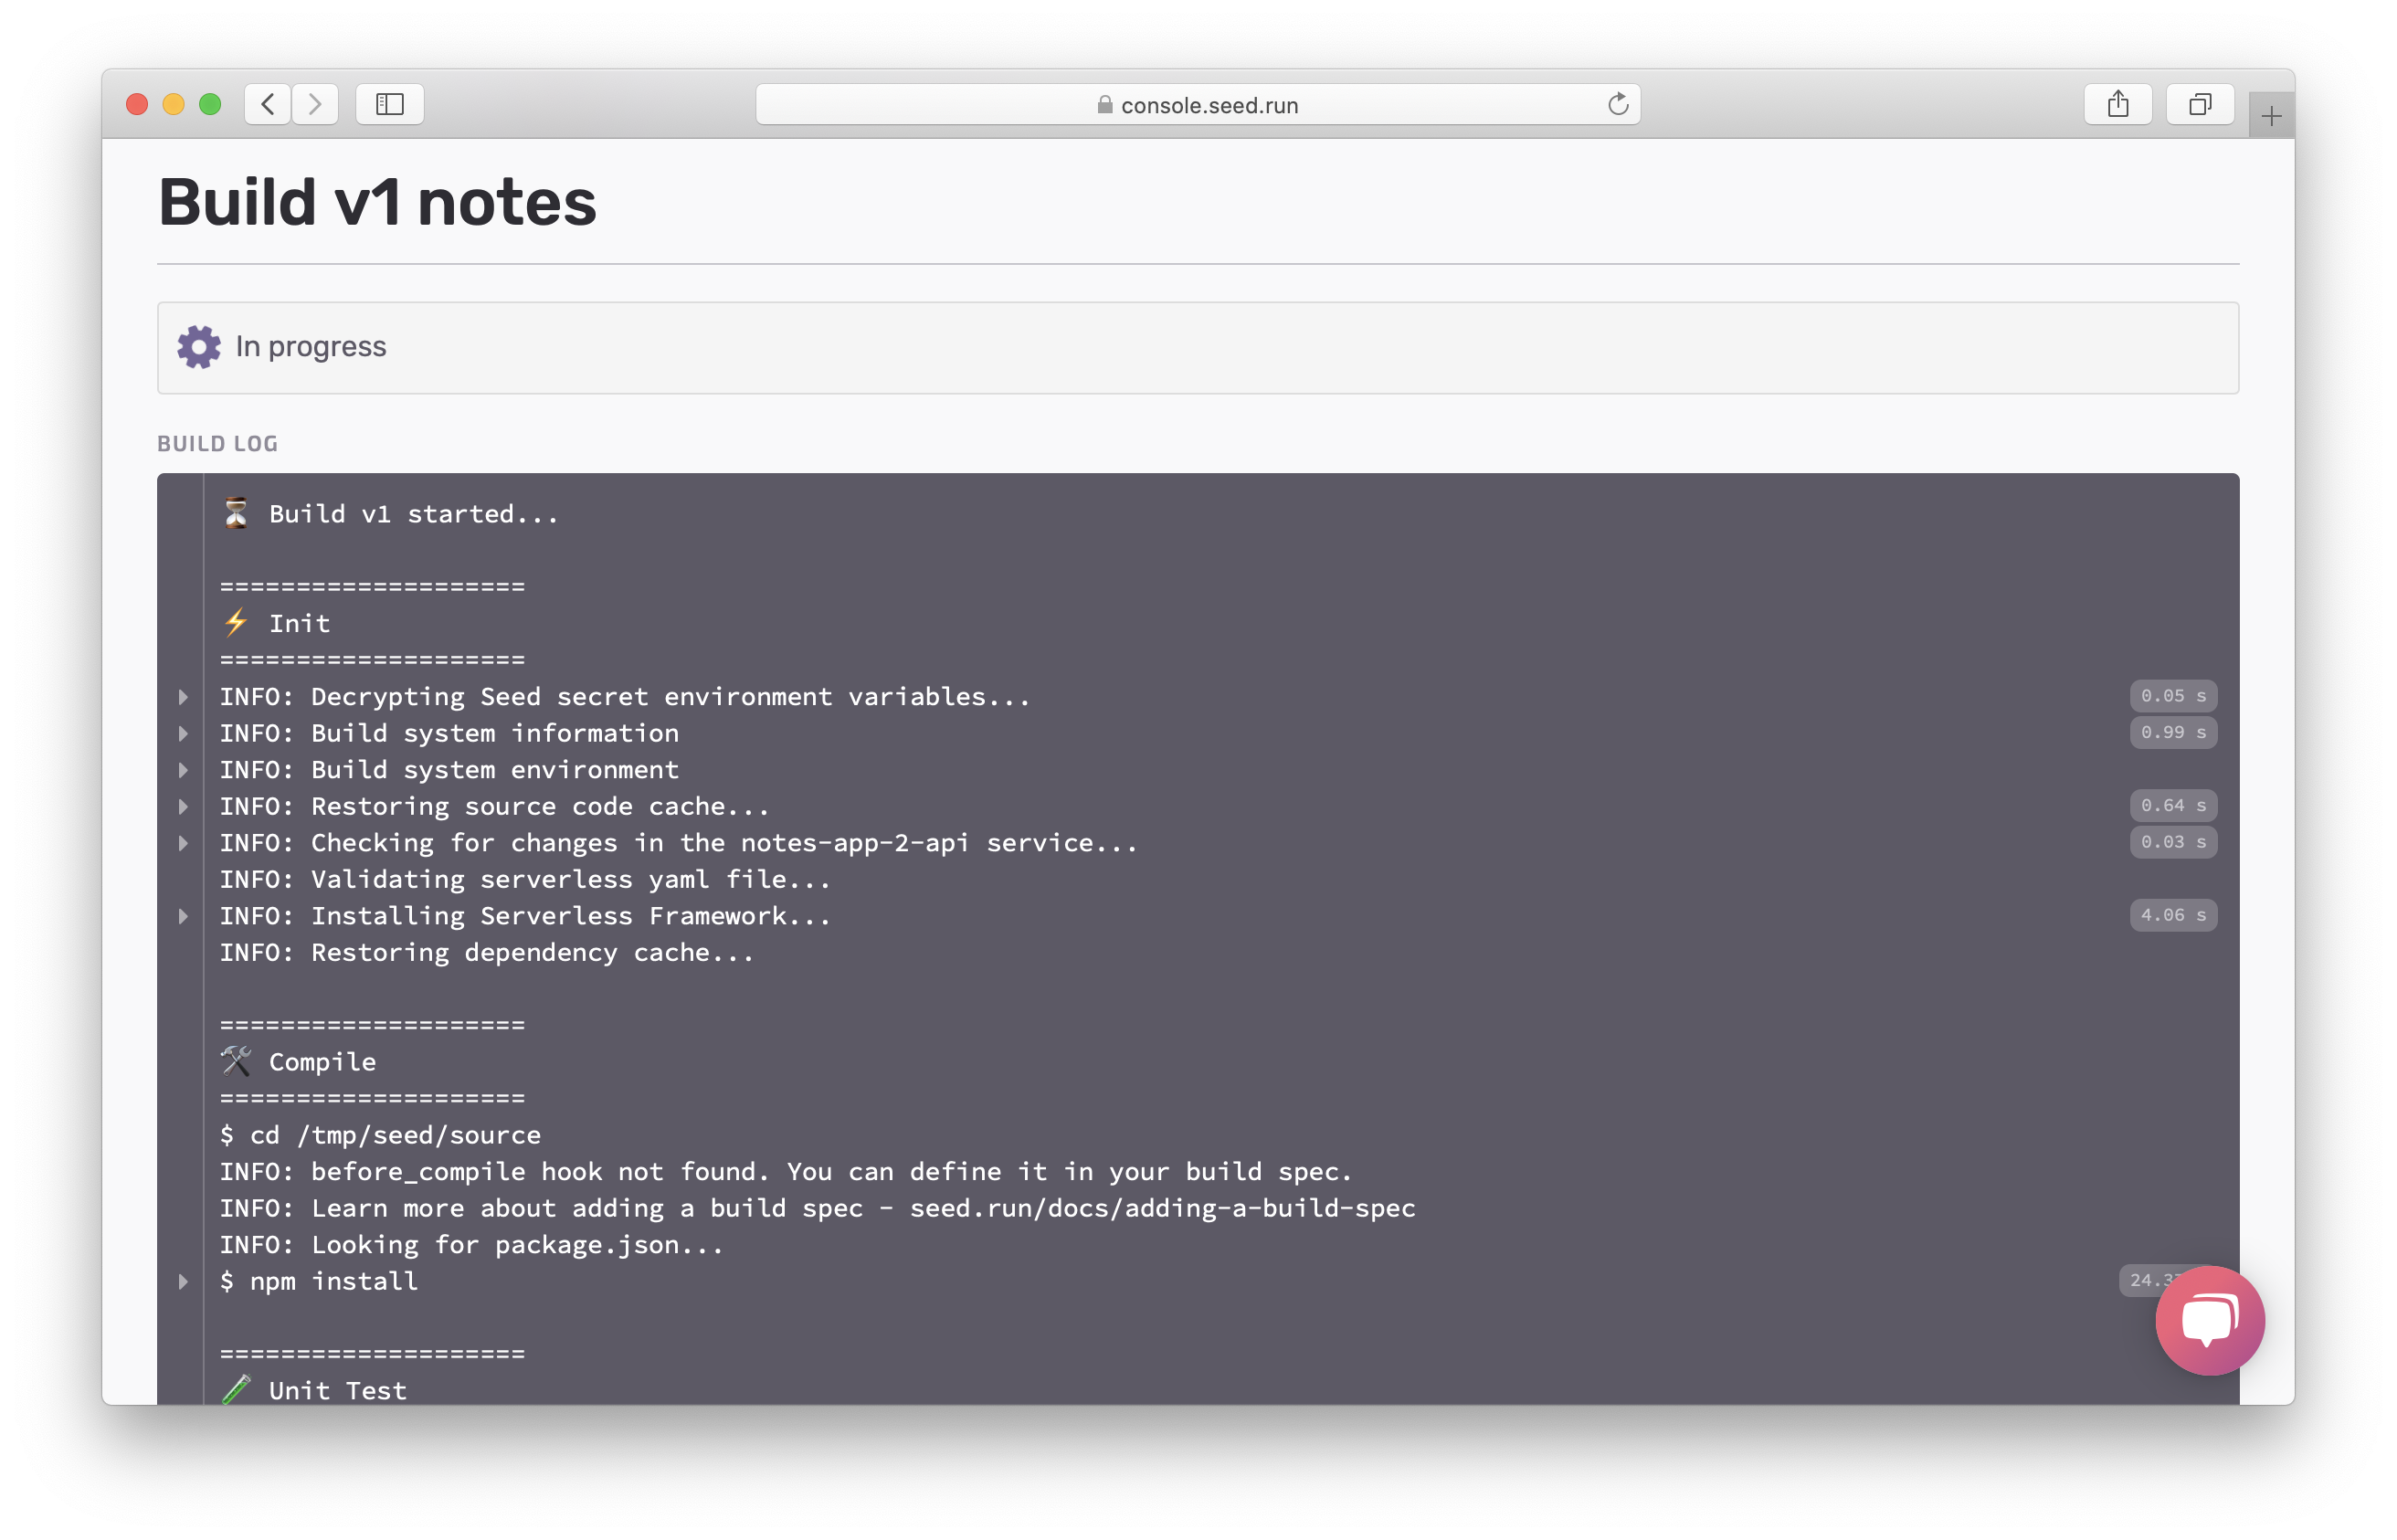 console.seed.run
Build v1 notes
In progress
BUILD LOG
⏳ Build v1 started...
====================
⚡ Init
====================
INFO: Decrypting Seed secret environment variables... 0.05 s
INFO: Build system information 0.99 s
INFO: Build system environment
INFO: Restoring source code cache... 0.64 s
INFO: Checking for changes in the notes-app-2-api service... 0.03 s
INFO: Validating serverless yaml file...
INFO: Installing Serverless Framework... 4.06 s
INFO: Restoring dependency cache...
====================
🛠 Compile
====================
$ cd /tmp/seed/source
INFO: before_compile hook not found. You can define it in your build spec.
INFO: Learn more about adding a build spec - seed.run/docs/adding-a-build-spec
INFO: Looking for package.json...
$ npm install
====================
🧪 Unit Test